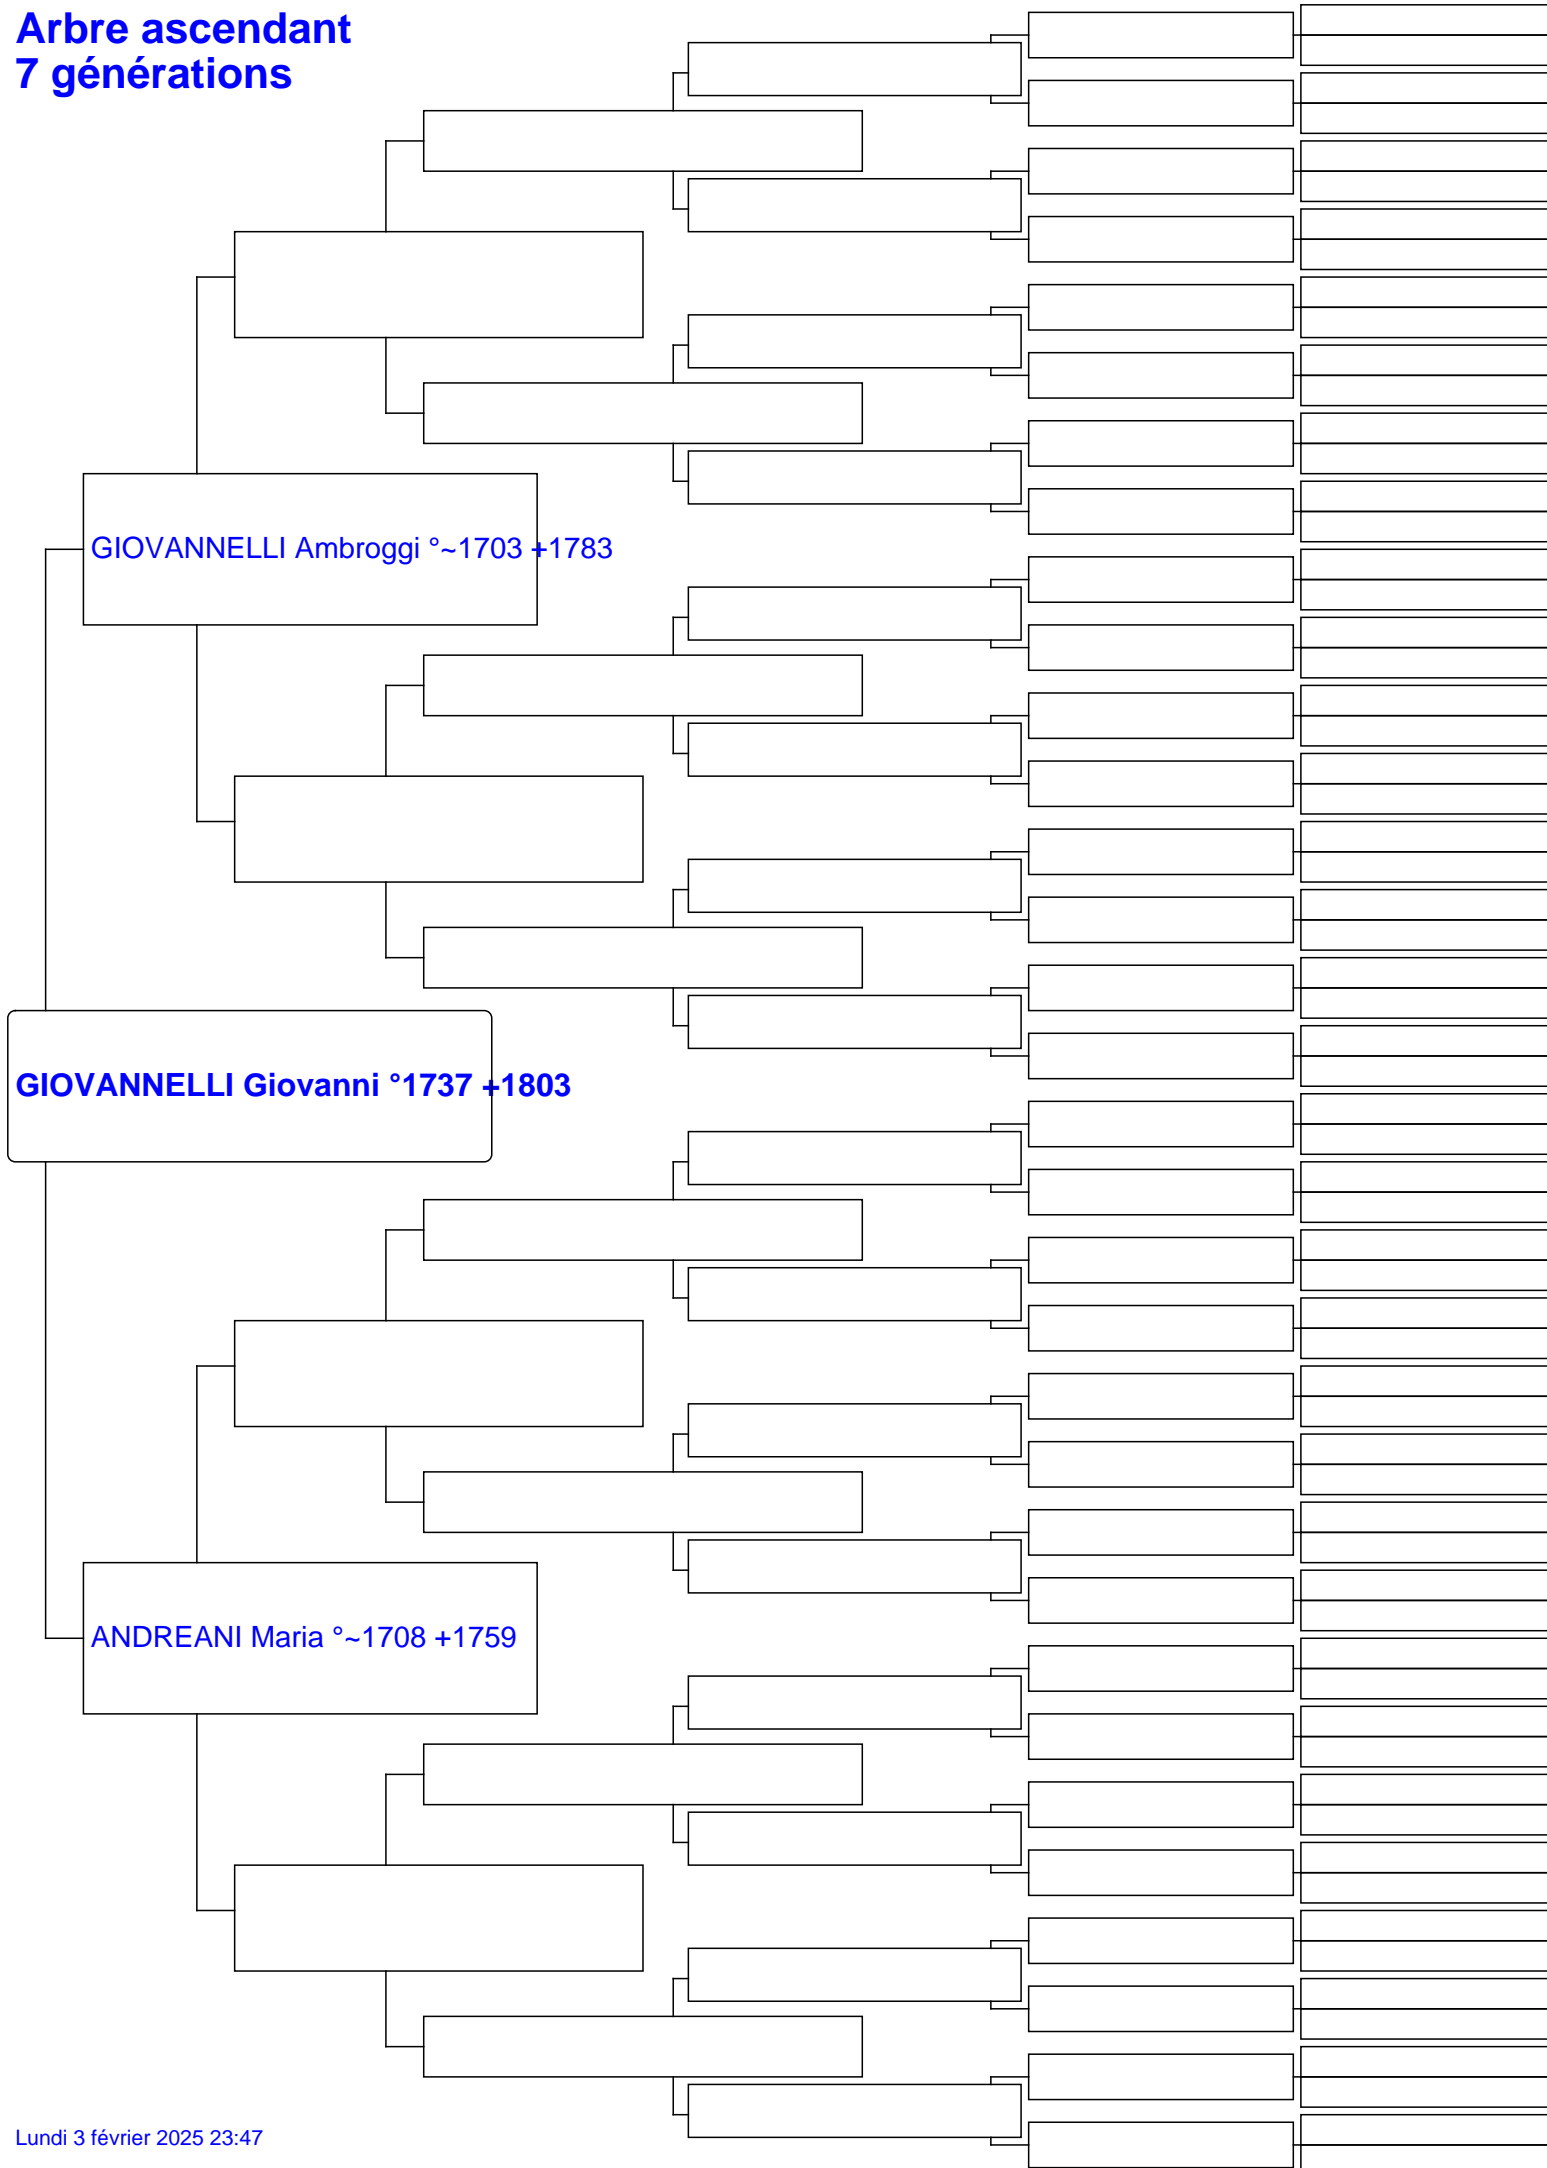 Arbre ascendant
7 générations
GIOVANNELLI Ambroggi °~1703 +1783
GIOVANNELLI Giovanni °1737 +1803
ANDREANI Maria °~1708 +1759
Lundi 3 février 2025 23:47